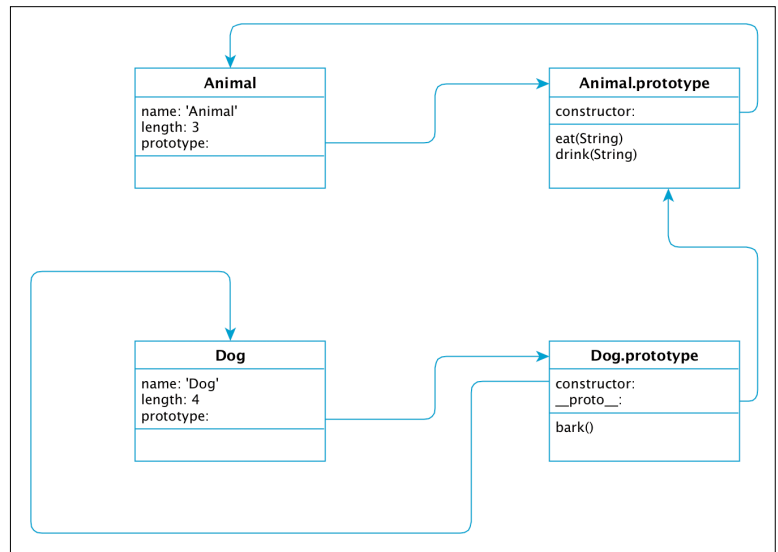 Animal
name: 'Animal'
length: 3
prototype:
Animal.prototype
constructor:
eat(String)
drink(String)
Dog
name: 'Dog'
length: 4
prototype:
Dog.prototype
constructor:
__proto__:
bark()